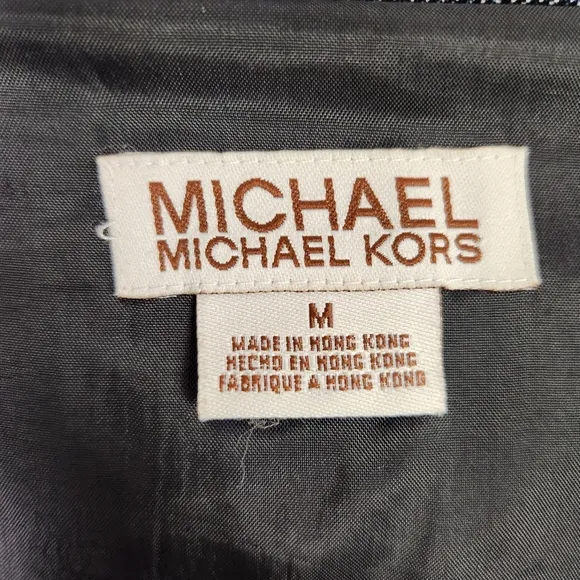 MICHAEL
MICHAEL KORS
M
MADE IN HONG KONG
HECHO EN HONG KONG
FABRIQUE A HONG KONG